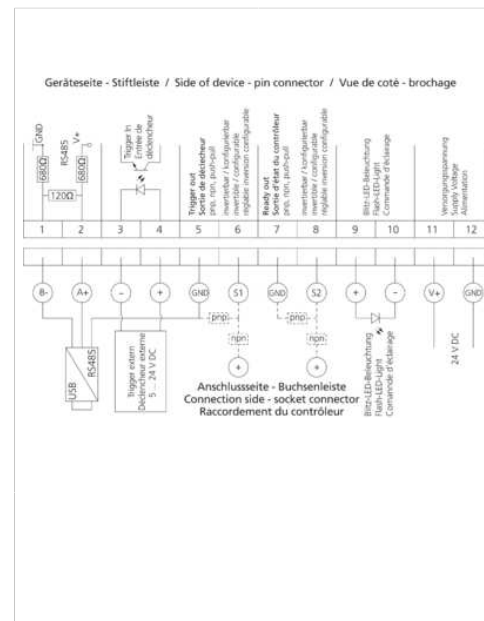 Geräteseite - Stiftleiste / Side of device - pin connector / Vue de coté - brochage
GND
680Ω
RS485
V+
680Ω
120Ω
Trigger In
Entrée de
déclencher
Trigger out
Sortie de déclecheur
pnp, npn, push-pull
invertierbar / konfigurierbar
invertible / configurable
réglable inversion configurable
Ready out
Sortie d'état du contrôleur
pnp, npn, push-pull
invertierbar / konfigurierbar
invertible / configurable
réglable inversion configurable
Blitz-LED-Beleuchtung
Flash-LED-Light
Commande d'éclairage
Versorgungsspannung
Supply Voltage
Alimentation
1 2 3 4 5 6 7 8 9 10 11 12
B- A+ − + GND S1 GND S2 + − V+ GND
pnp
npn
+
pnp
npn
+
USB
RS485
Trigger extern
Déclencheur externe
5 ... 24 V DC
Blitz-LED-Beleuchtung
Flash-LED-Light
Comannde d'éclairage
24 V DC
Anschlussseite - Buchsenleiste
Connection side - socket connector
Raccordement du contrôleur